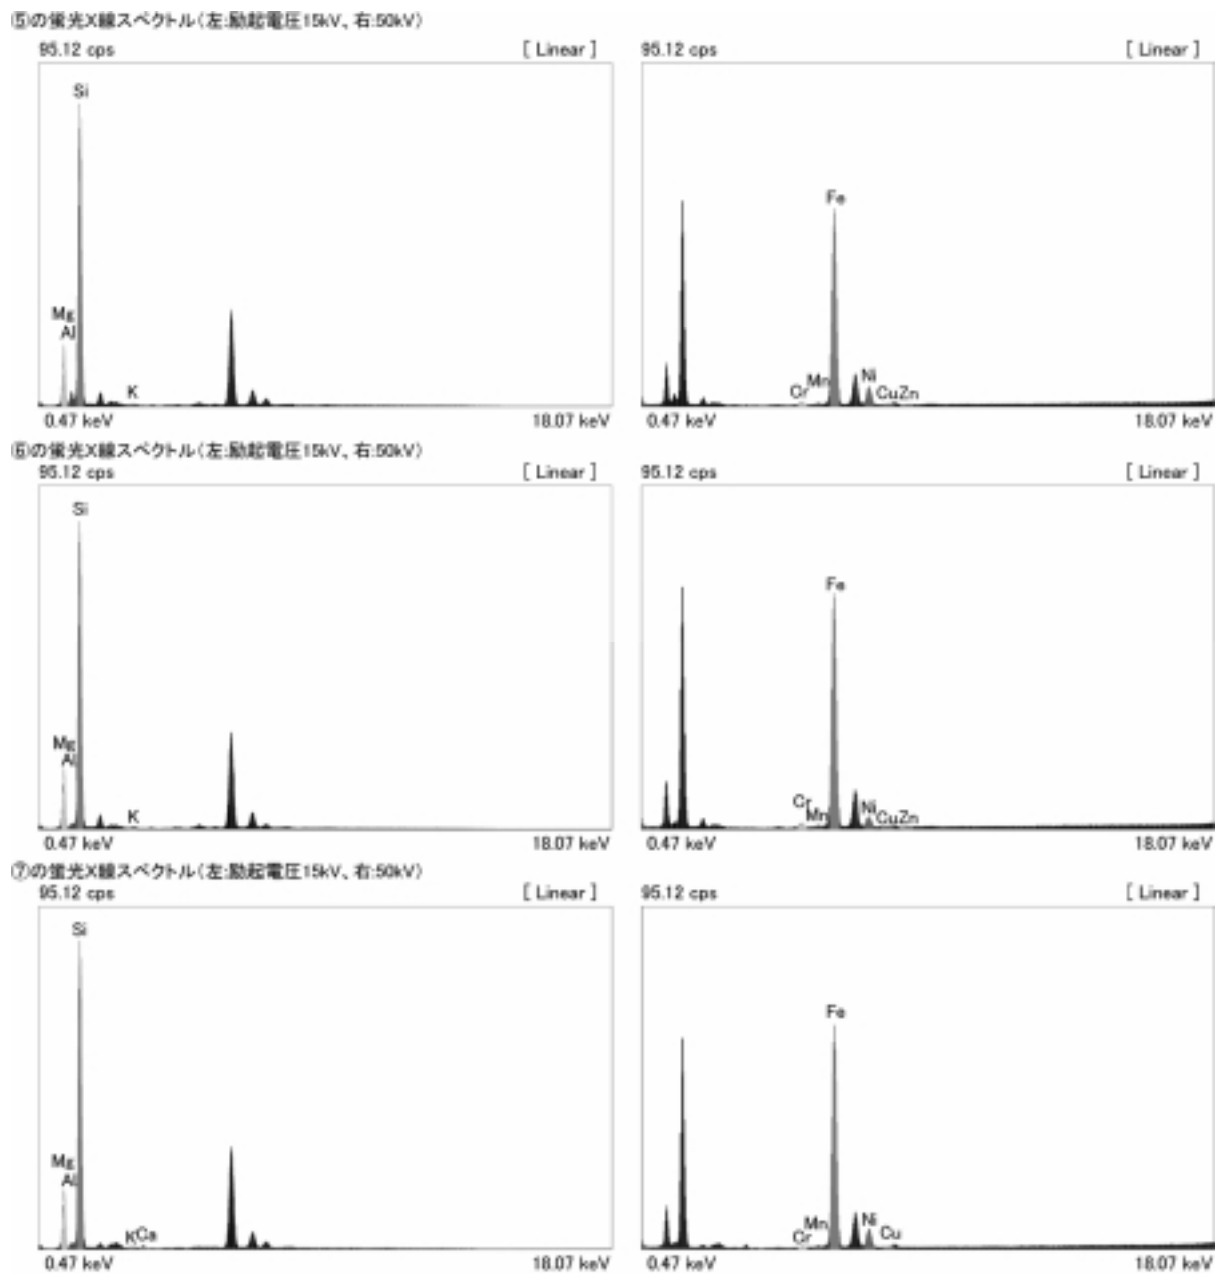 ⑤の蛍光X線スペクトル(左:励起電圧15kV、右:50kV)
95.12 cps [ Linear ] 95.12 cps [ Linear ]
Si
Fe
Mg
Al
K
Cr Mn Ni CuZn
0.47 keV 18.07 keV 0.47 keV 18.07 keV
⑥の蛍光X線スペクトル(左:励起電圧15kV、右:50kV)
95.12 cps [ Linear ] 95.12 cps [ Linear ]
Si
Fe
Mg
Al
K
Cr Mn Ni CuZn
0.47 keV 18.07 keV 0.47 keV 18.07 keV
⑦の蛍光X線スペクトル(左:励起電圧15kV、右:50kV)
95.12 cps [ Linear ] 95.12 cps [ Linear ]
Si
Fe
Mg
Al
KCa
Mn Cr Ni Cu
0.47 keV 18.07 keV 0.47 keV 18.07 keV